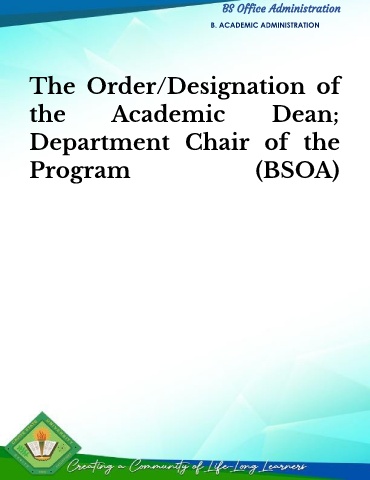 BS Office Administration
B. ACADEMIC ADMINISTRATION
The Order/Designation of
the Academic Dean;
Department Chair of the
Program (BSOA)
Creating a Community of Life-Long Learners